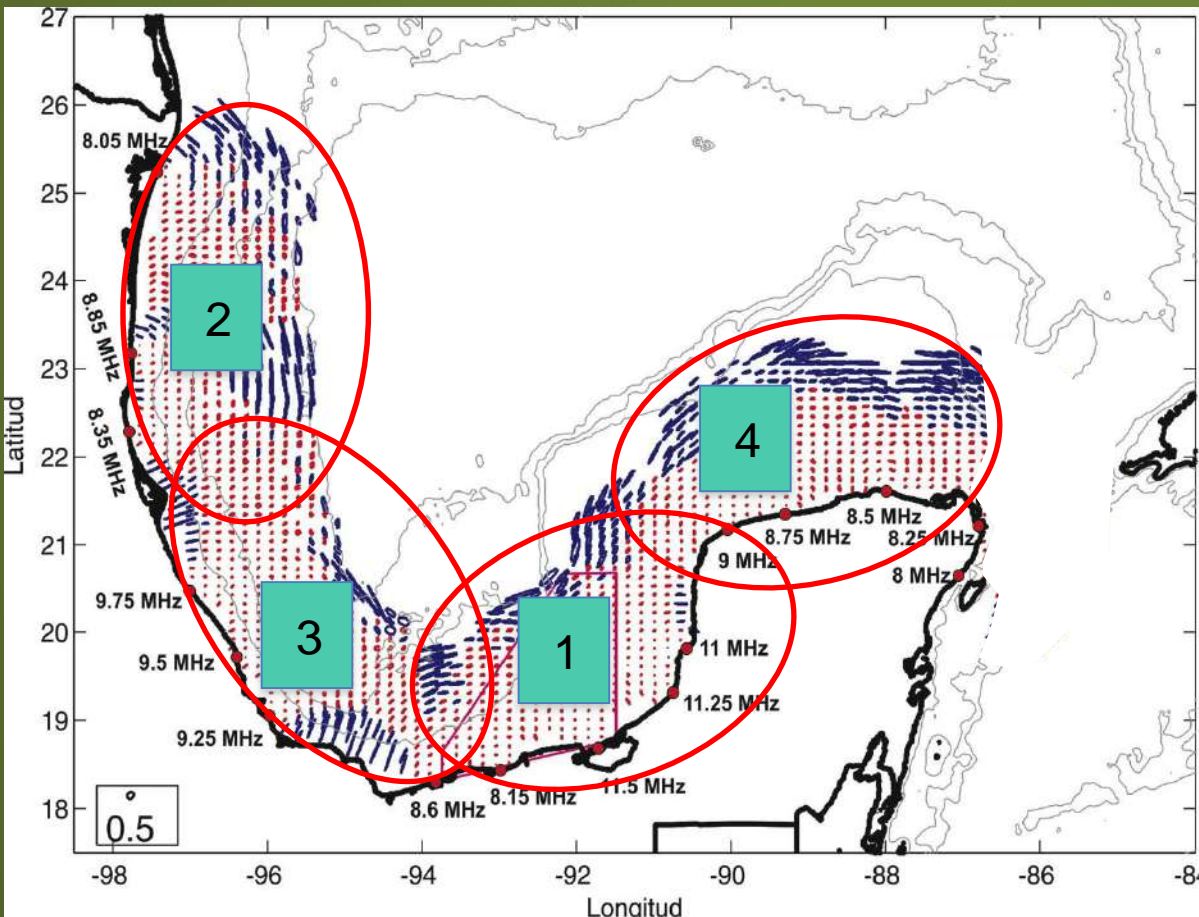 27
26
25
24
23
22
21
20
19
18
Latitud
8.05 MHz
8.85 MHz
8.35 MHz
9.75 MHz
9.5 MHz
9.25 MHz
8.6 MHz
8.15 MHz
11.5 MHz
11.25 MHz
11 MHz
9 MHz
8.75 MHz
8.5 MHz
8.25 MHz
8 MHz
2
4
3
1
0.5
-98 -96 -94 -92 -90 -88 -86 -84
Longitud